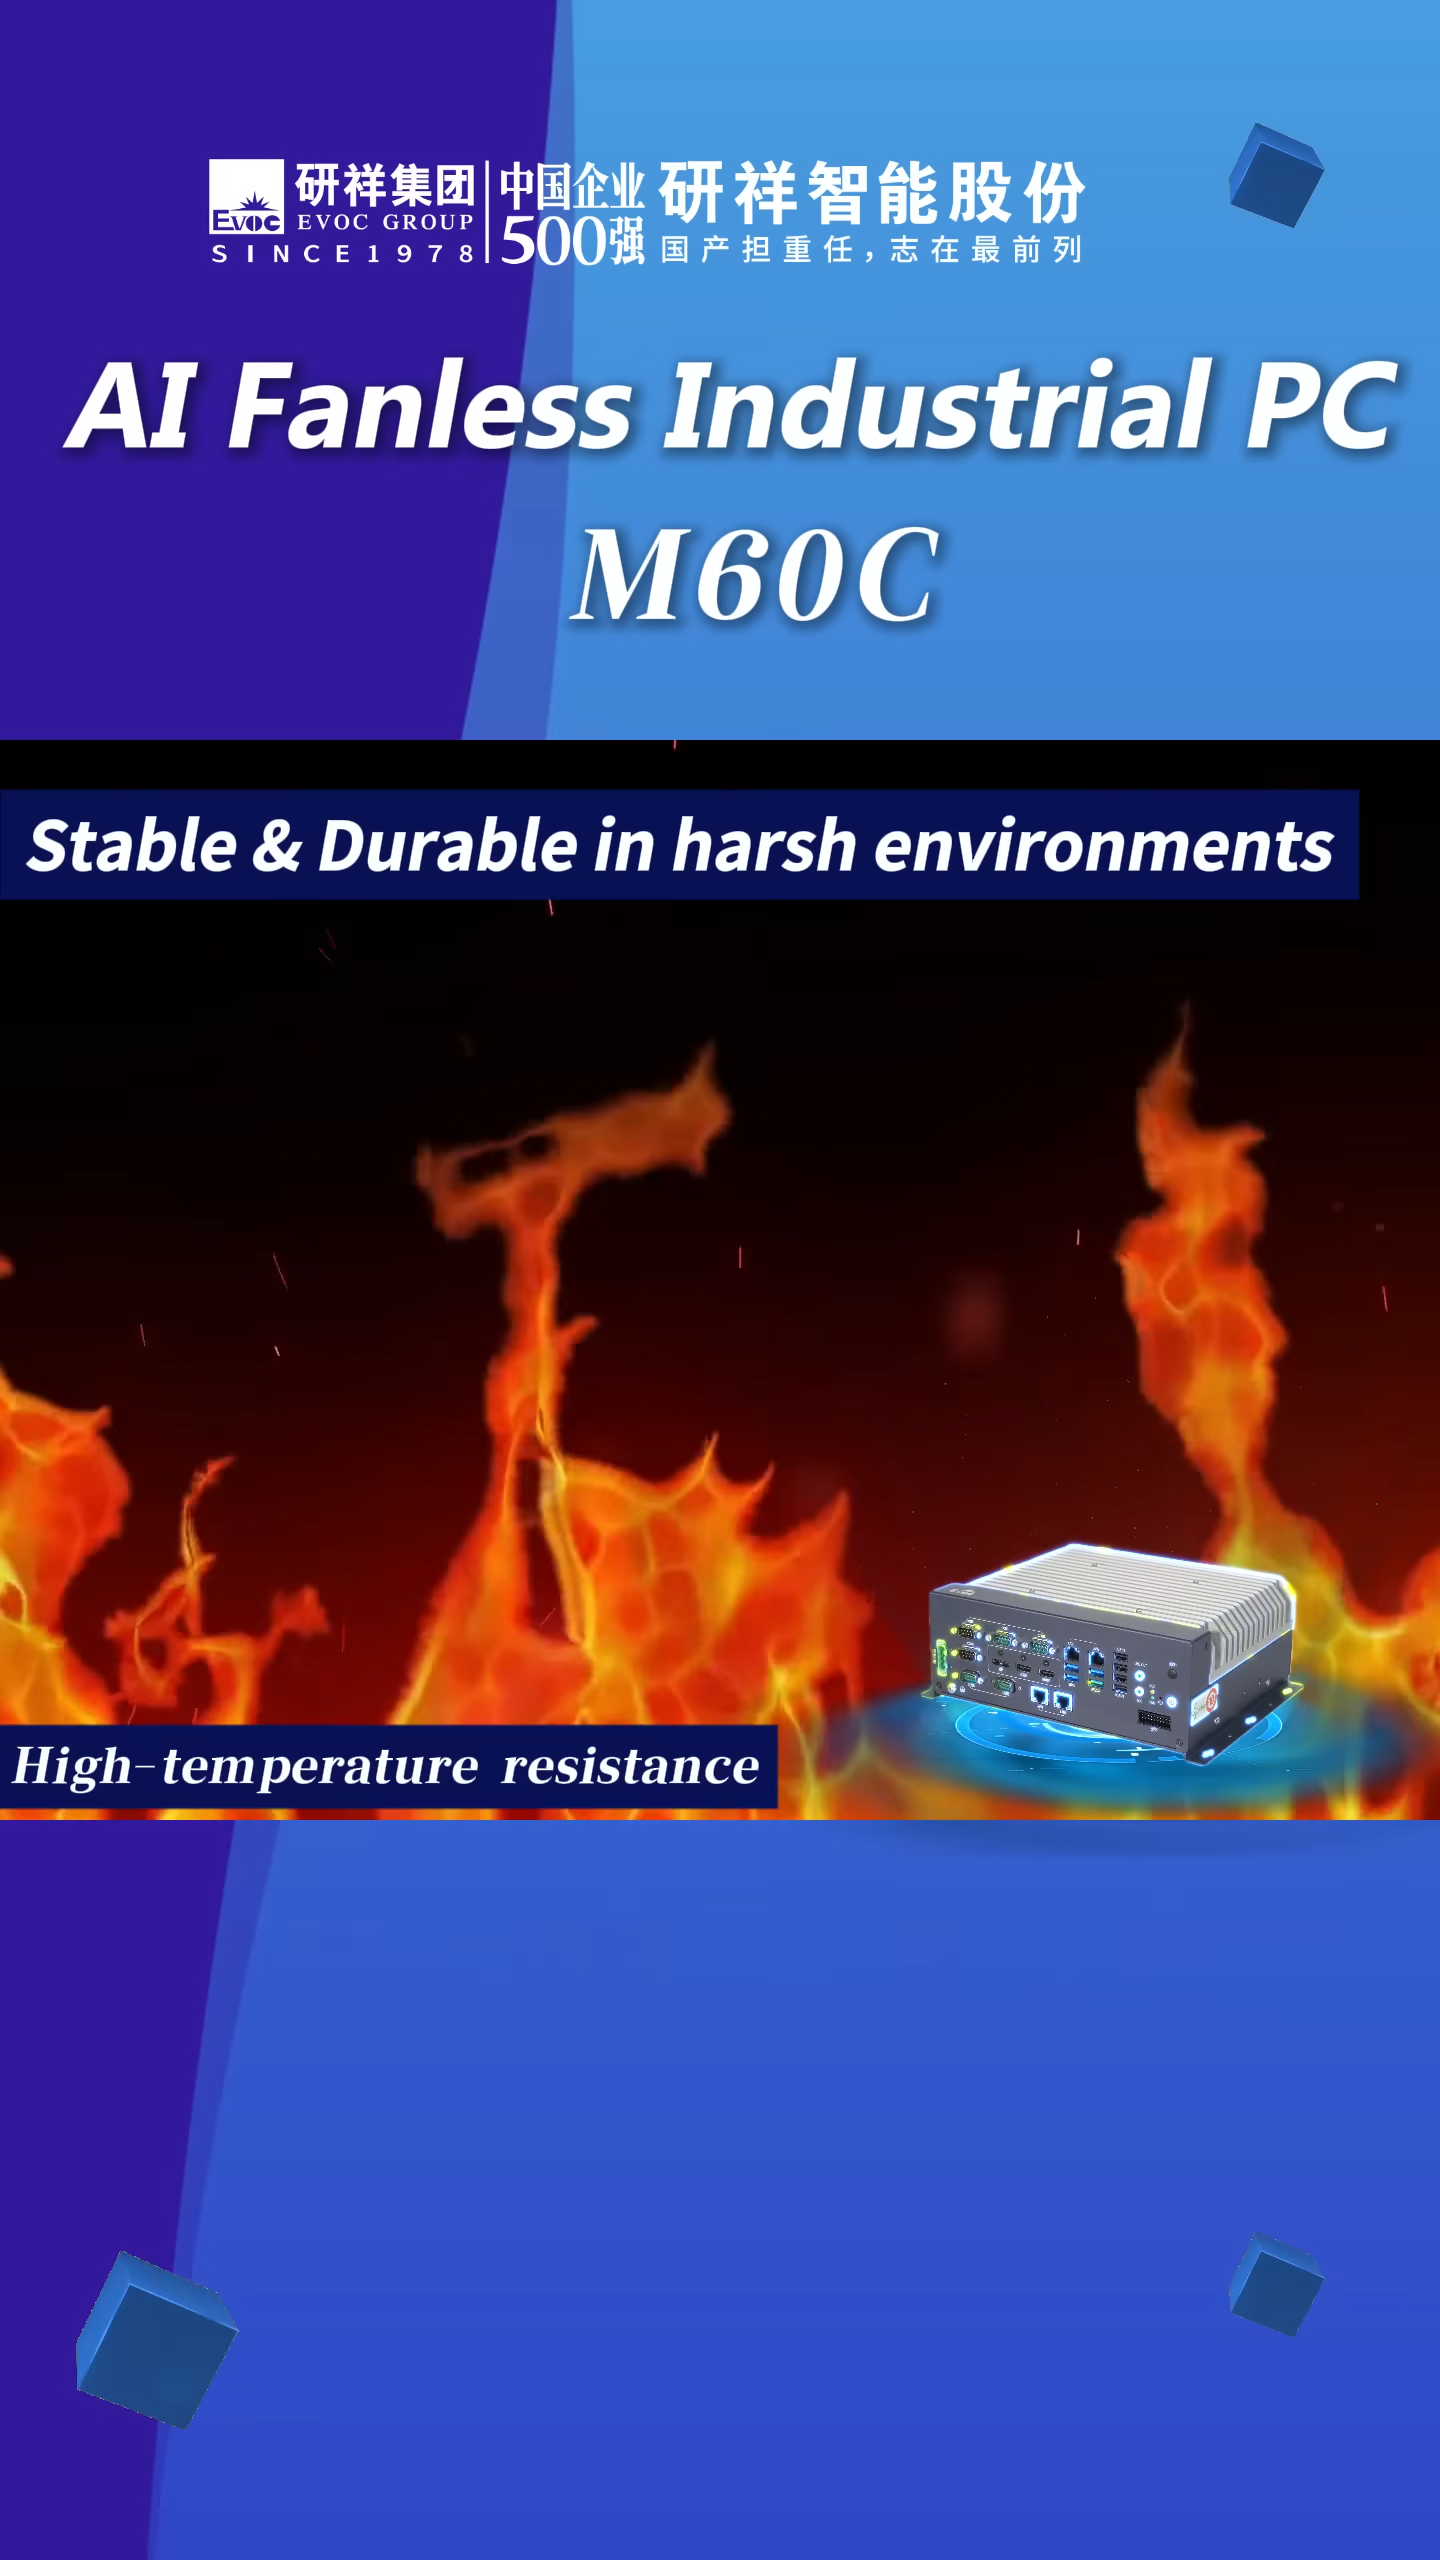 研祥集团
EVOC
EVOC GROUP
SINCE1978
中国企业
500强
研祥智能股份
国产担重任,志在最前列
AI Fanless Industrial PC
M60C
Stable & Durable in harsh environments
High-temperature resistance